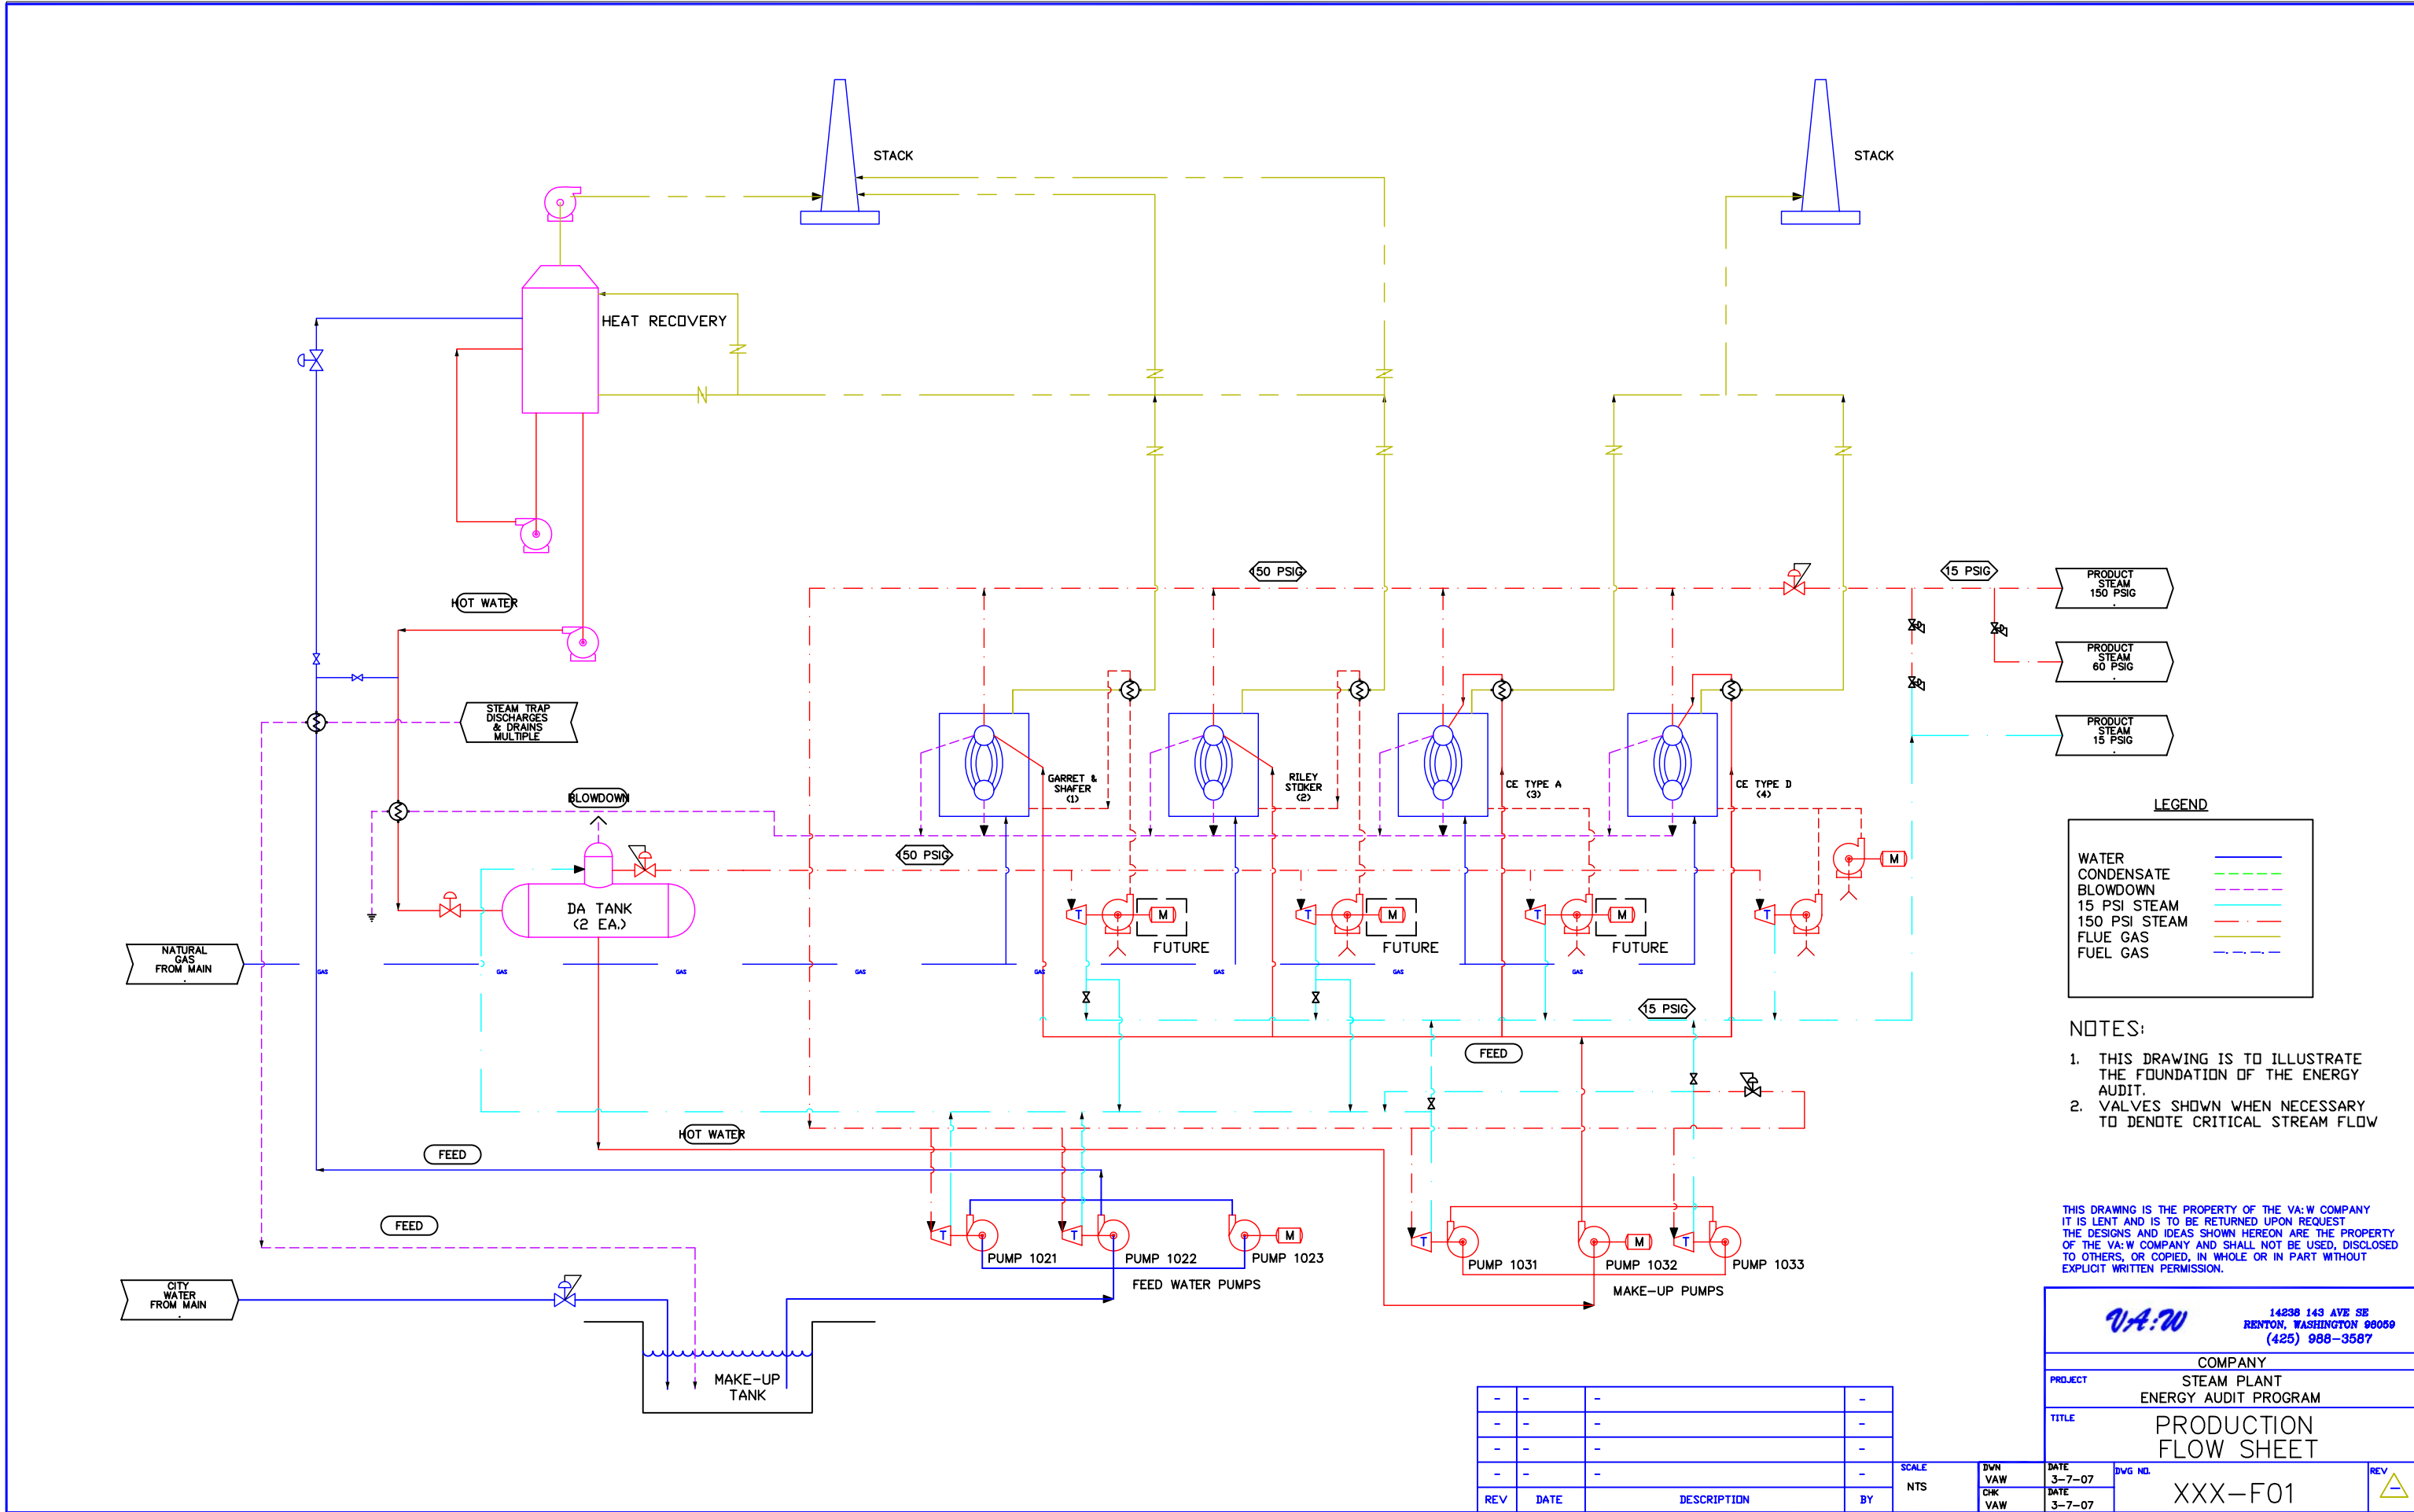 STACK
STACK
HEAT RECOVERY
150 PSIG
15 PSIG
PRODUCT
STEAM
150 PSIG
HOT WATER
PRODUCT
STEAM
60 PSIG
STEAM TRAP
DISCHARGES
& DRAINS
MULTIPLE
PRODUCT
STEAM
15 PSIG
GARRET &
SHAFER
(1)
RILEY
STOKER
(2)
CE TYPE A
(3)
CE TYPE D
(4)
BLOWDOWN
150 PSIG
M
DA TANK
(2 EA.)
T
M
FUTURE
T
M
FUTURE
T
M
FUTURE
T
NATURAL
GAS
FROM MAIN
GAS
GAS
GAS
GAS
GAS
GAS
GAS
GAS
15 PSIG
FEED
HOT WATER
FEED
FEED
T
PUMP 1021
T
PUMP 1022
M
PUMP 1023
FEED WATER PUMPS
T
PUMP 1031
M
PUMP 1032
T
PUMP 1033
MAKE-UP PUMPS
CITY
WATER
FROM MAIN
MAKE-UP
TANK
LEGEND
WATER
CONDENSATE
BLOWDOWN
15 PSI STEAM
150 PSI STEAM
FLUE GAS
FUEL GAS
NOTES:
1. THIS DRAWING IS TO ILLUSTRATE
THE FOUNDATION OF THE ENERGY
AUDIT.
2. VALVES SHOWN WHEN NECESSARY
TO DENOTE CRITICAL STREAM FLOW
THIS DRAWING IS THE PROPERTY OF THE VA:W COMPANY
IT IS LENT AND IS TO BE RETURNED UPON REQUEST
THE DESIGNS AND IDEAS SHOWN HEREON ARE THE PROPERTY
OF THE VA:W COMPANY AND SHALL NOT BE USED, DISCLOSED
TO OTHERS, OR COPIED, IN WHOLE OR IN PART WITHOUT
EXPLICIT WRITTEN PERMISSION.
VA:W
14238 143 AVE SE
RENTON, WASHINGTON 98059
(425) 988-3587
COMPANY
PROJECT
STEAM PLANT
ENERGY AUDIT PROGRAM
TITLE
PRODUCTION
FLOW SHEET
- - - -
- - - -
- - - -
- - - -
REV DATE DESCRIPTION BY
SCALE
NTS
DWN
VAW
DATE
3-7-07
CHK
VAW
DATE
3-7-07
DWG NO.
XXX-F01
REV
-